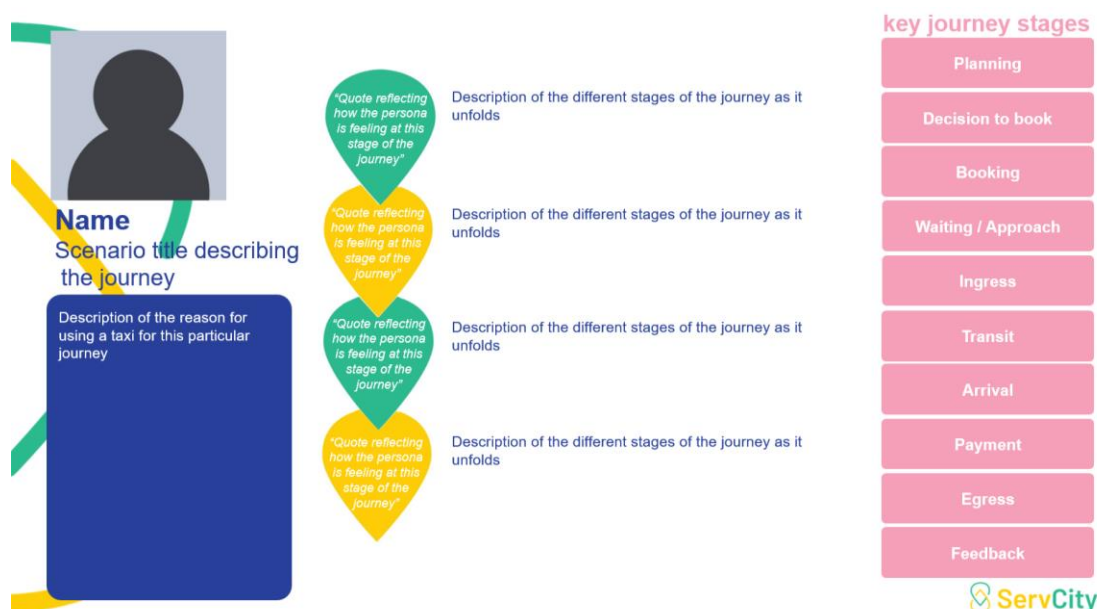 Name
Scenario title describing
the journey
Description of the reason for
using a taxi for this particular
journey
"Quote reflecting
how the persona
is feeling at this
stage of the
journey"
Description of the different stages of the journey as it
unfolds
"Quote reflecting
how the persona
is feeling at this
stage of the
journey"
Description of the different stages of the journey as it
unfolds
"Quote reflecting
how the persona
is feeling at this
stage of the
journey"
Description of the different stages of the journey as it
unfolds
"Quote reflecting
how the persona
is feeling at this
stage of the
journey"
Description of the different stages of the journey as it
unfolds
key journey stages
Planning
Decision to book
Booking
Waiting / Approach
Ingress
Transit
Arrival
Payment
Egress
Feedback
ServCity